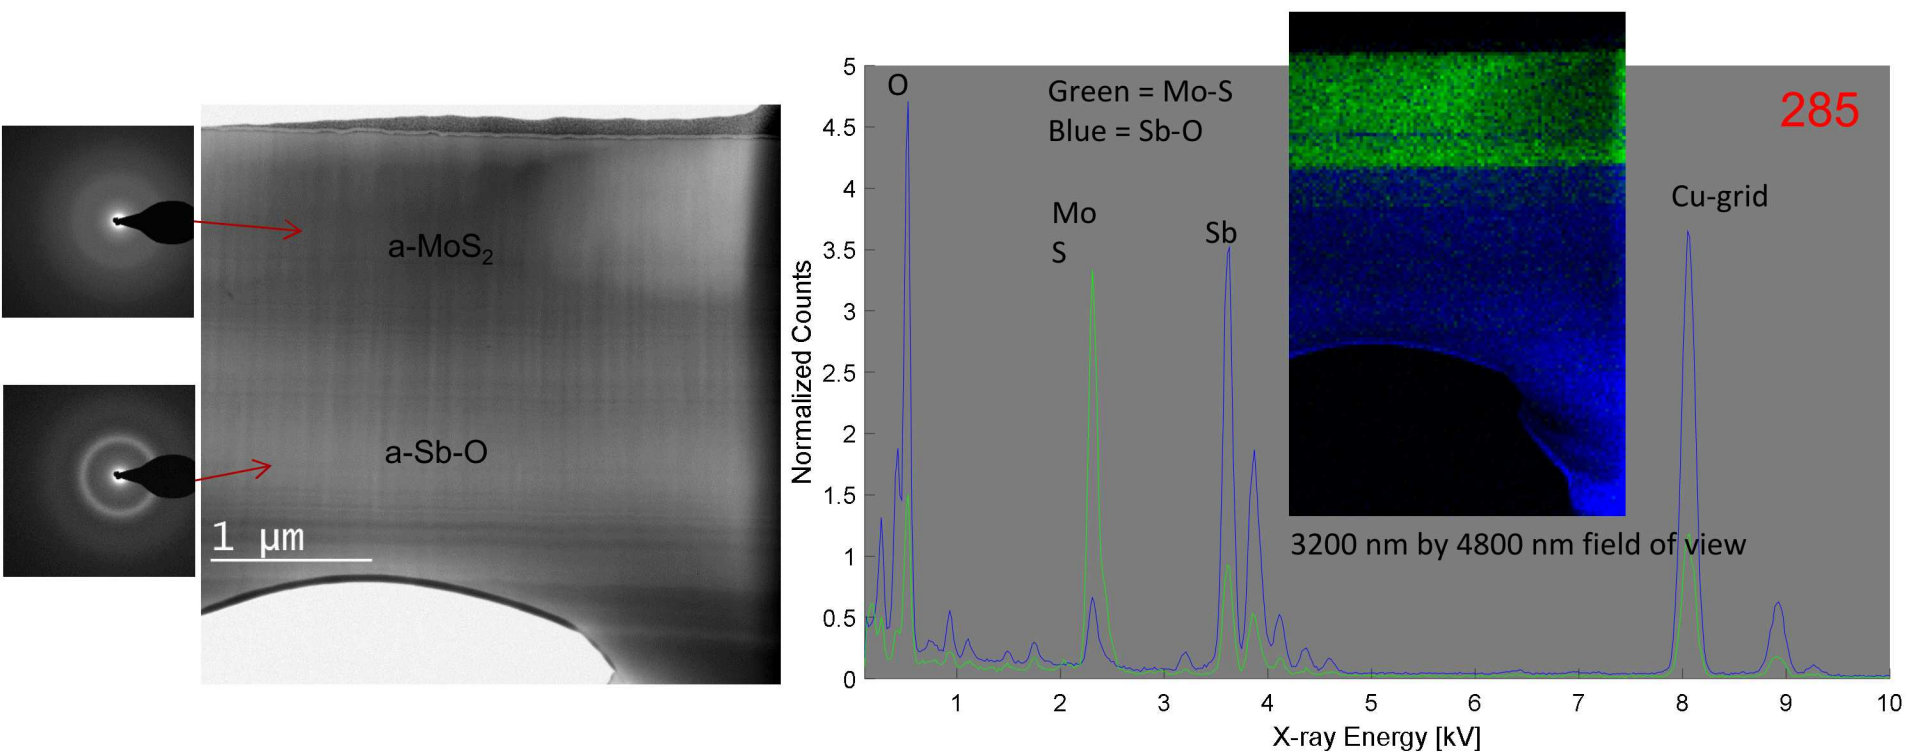 a-MoS₂
a-Sb-O
1 µm
Normalized Counts
5
4.5
4
3.5
3
2.5
2
1.5
1
0.5
0
O
Green = Mo-S
Blue = Sb-O
Mo
S
Sb
Cu-grid
285
3200 nm by 4800 nm field of view
1 2 3 4 5 6 7 8 9 10
X-ray Energy [kV]